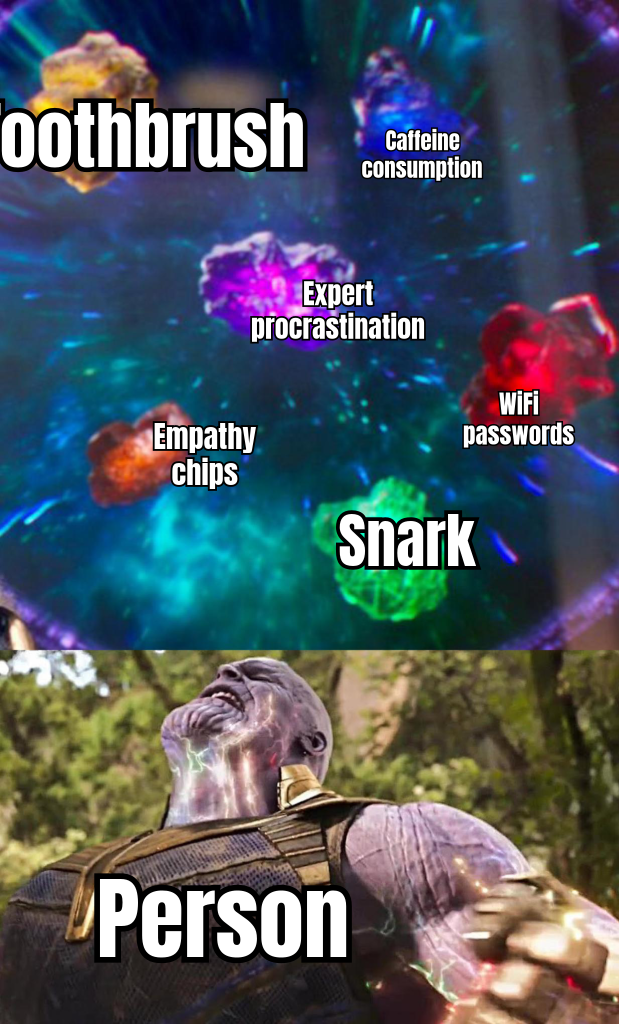 oothbrush
Caffeine
consumption
Expert
procrastination
WiFi
passwords
Empathy
chips
Snark
Person